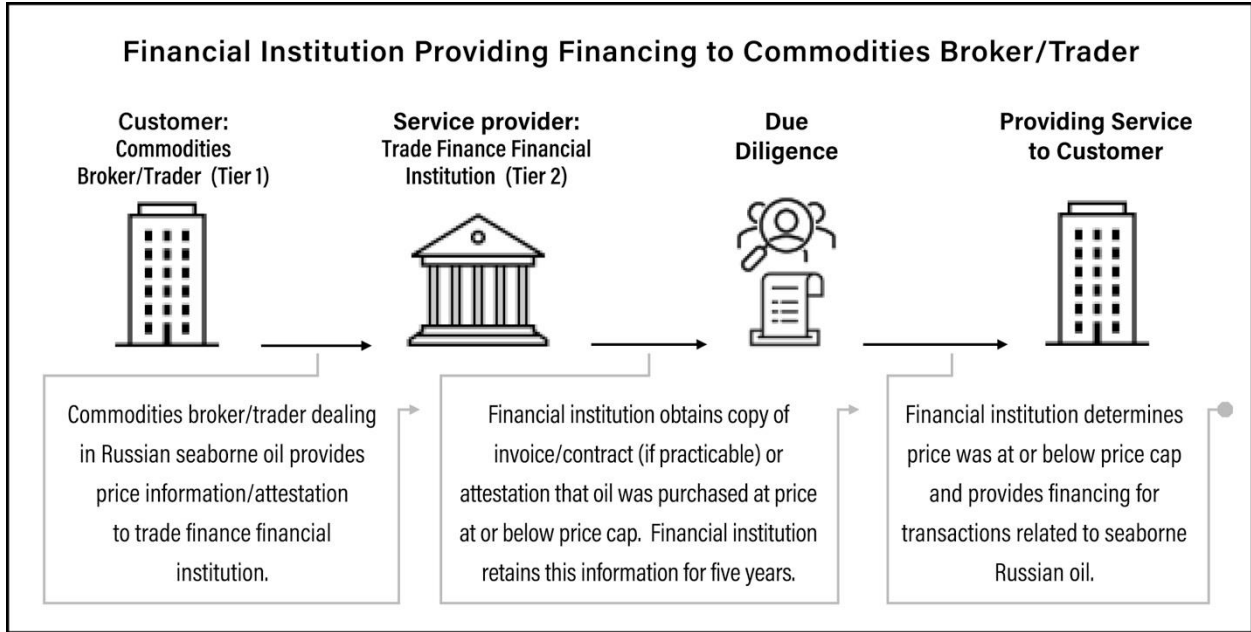 Financial Institution Providing Financing to Commodities Broker/Trader
Customer:
Commodities
Broker/Trader (Tier 1)
Service provider:
Trade Finance Financial
Institution (Tier 2)
Due
Diligence
Providing Service
to Customer
Commodities broker/trader dealing
in Russian seaborne oil provides
price information/attestation
to trade finance financial
institution.
Financial institution obtains copy of
invoice/contract (if practicable) or
attestation that oil was purchased at price
at or below price cap. Financial institution
retains this information for five years.
Financial institution determines
price was at or below price cap
and provides financing for
transactions related to seaborne
Russian oil.